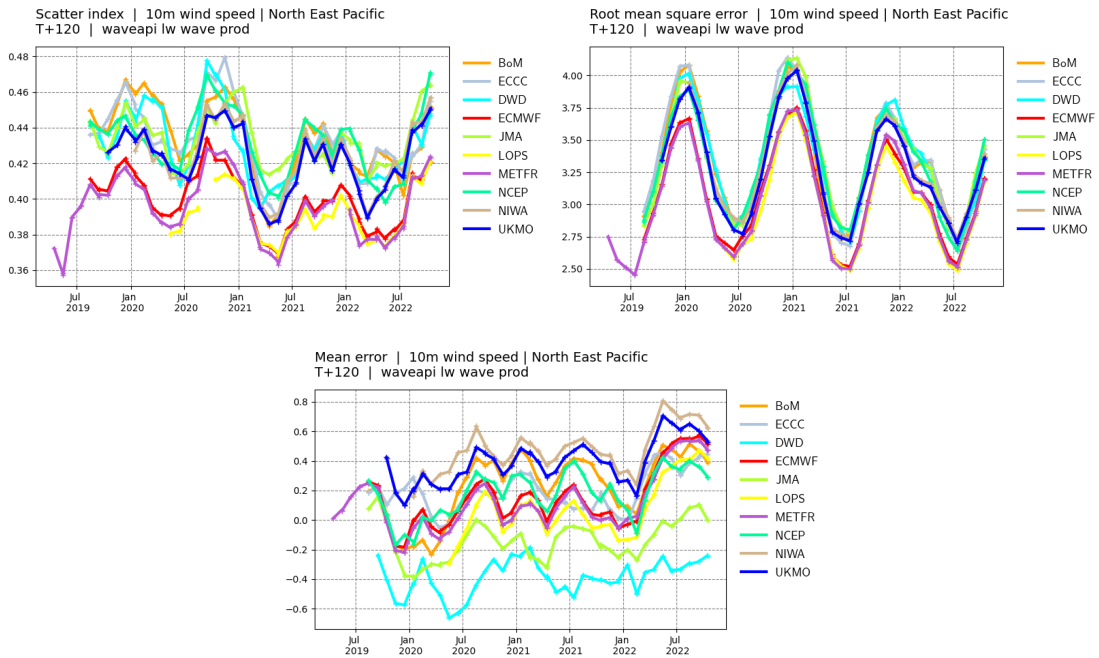 Scatter index | 10m wind speed | North East Pacific
T+120 | waveapi lw wave prod
0.48
0.46
0.44
0.42
0.40
0.38
0.36
Jul
2019
Jan
2020
Jul
2020
Jan
2021
Jul
2021
Jan
2022
Jul
2022
BoM
ECCC
DWD
ECMWF
JMA
LOPS
METFR
NCEP
NIWA
UKMO
Root mean square error | 10m wind speed | North East Pacific
T+120 | waveapi lw wave prod
4.00
3.75
3.50
3.25
3.00
2.75
2.50
Jul
2019
Jan
2020
Jul
2020
Jan
2021
Jul
2021
Jan
2022
Jul
2022
BoM
ECCC
DWD
ECMWF
JMA
LOPS
METFR
NCEP
NIWA
UKMO
Mean error | 10m wind speed | North East Pacific
T+120 | waveapi lw wave prod
0.8
0.6
0.4
0.2
0.0
−0.2
−0.4
−0.6
Jul
2019
Jan
2020
Jul
2020
Jan
2021
Jul
2021
Jan
2022
Jul
2022
BoM
ECCC
DWD
ECMWF
JMA
LOPS
METFR
NCEP
NIWA
UKMO